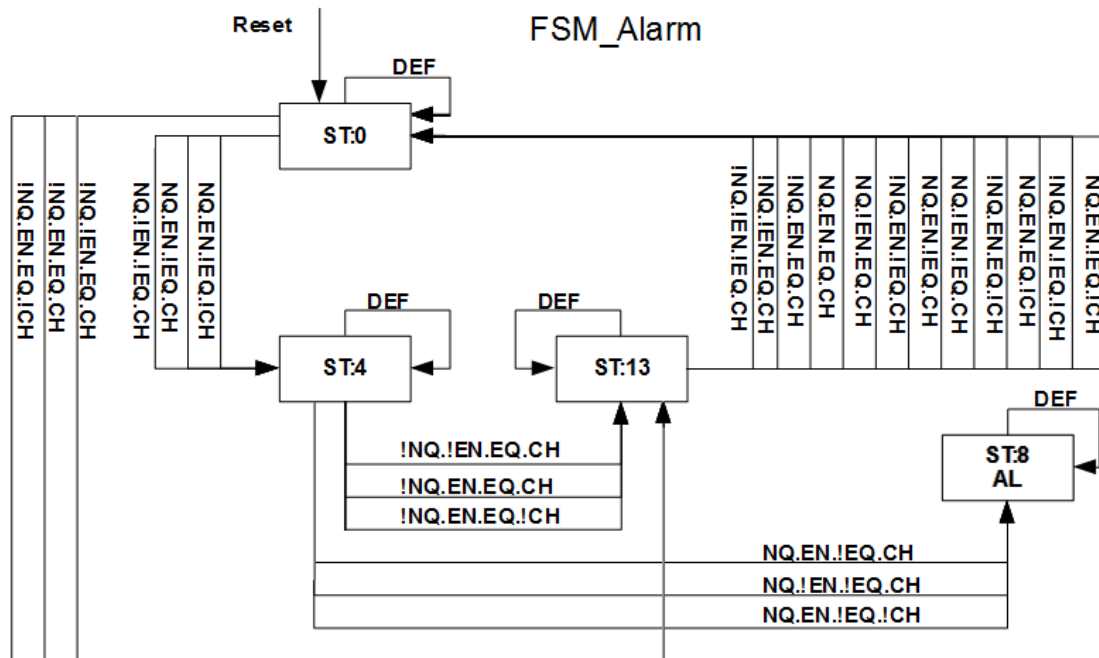 Reset
FSM_Alarm
DEF
ST:0
!NQ.EN.EQ.!CH
!NQ.EN.EQ.CH
!NQ.!EN.EQ.CH
NQ.!EN.!EQ.CH
NQ.EN.!EQ.CH
NQ.EN.!EQ.!CH
!NQ.!EN.!EQ.CH
!NQ.!EN.EQ.CH
!NQ.EN.EQ.CH
NQ.EN.EQ.CH
NQ.!EN.EQ.CH
!NQ.EN.!EQ.CH
NQ.EN.!EQ.CH
NQ.!EN.!EQ.CH
!NQ.EN.EQ.!CH
NQ.EN.EQ.!CH
!NQ.EN.!EQ.!CH
NQ.EN.!EQ.!CH
DEF
DEF
ST:4
ST:13
DEF
ST:8
AL
!NQ.!EN.EQ.CH
!NQ.EN.EQ.CH
!NQ.EN.EQ.!CH
NQ.EN.!EQ.CH
NQ.!EN.!EQ.CH
NQ.EN.!EQ.!CH